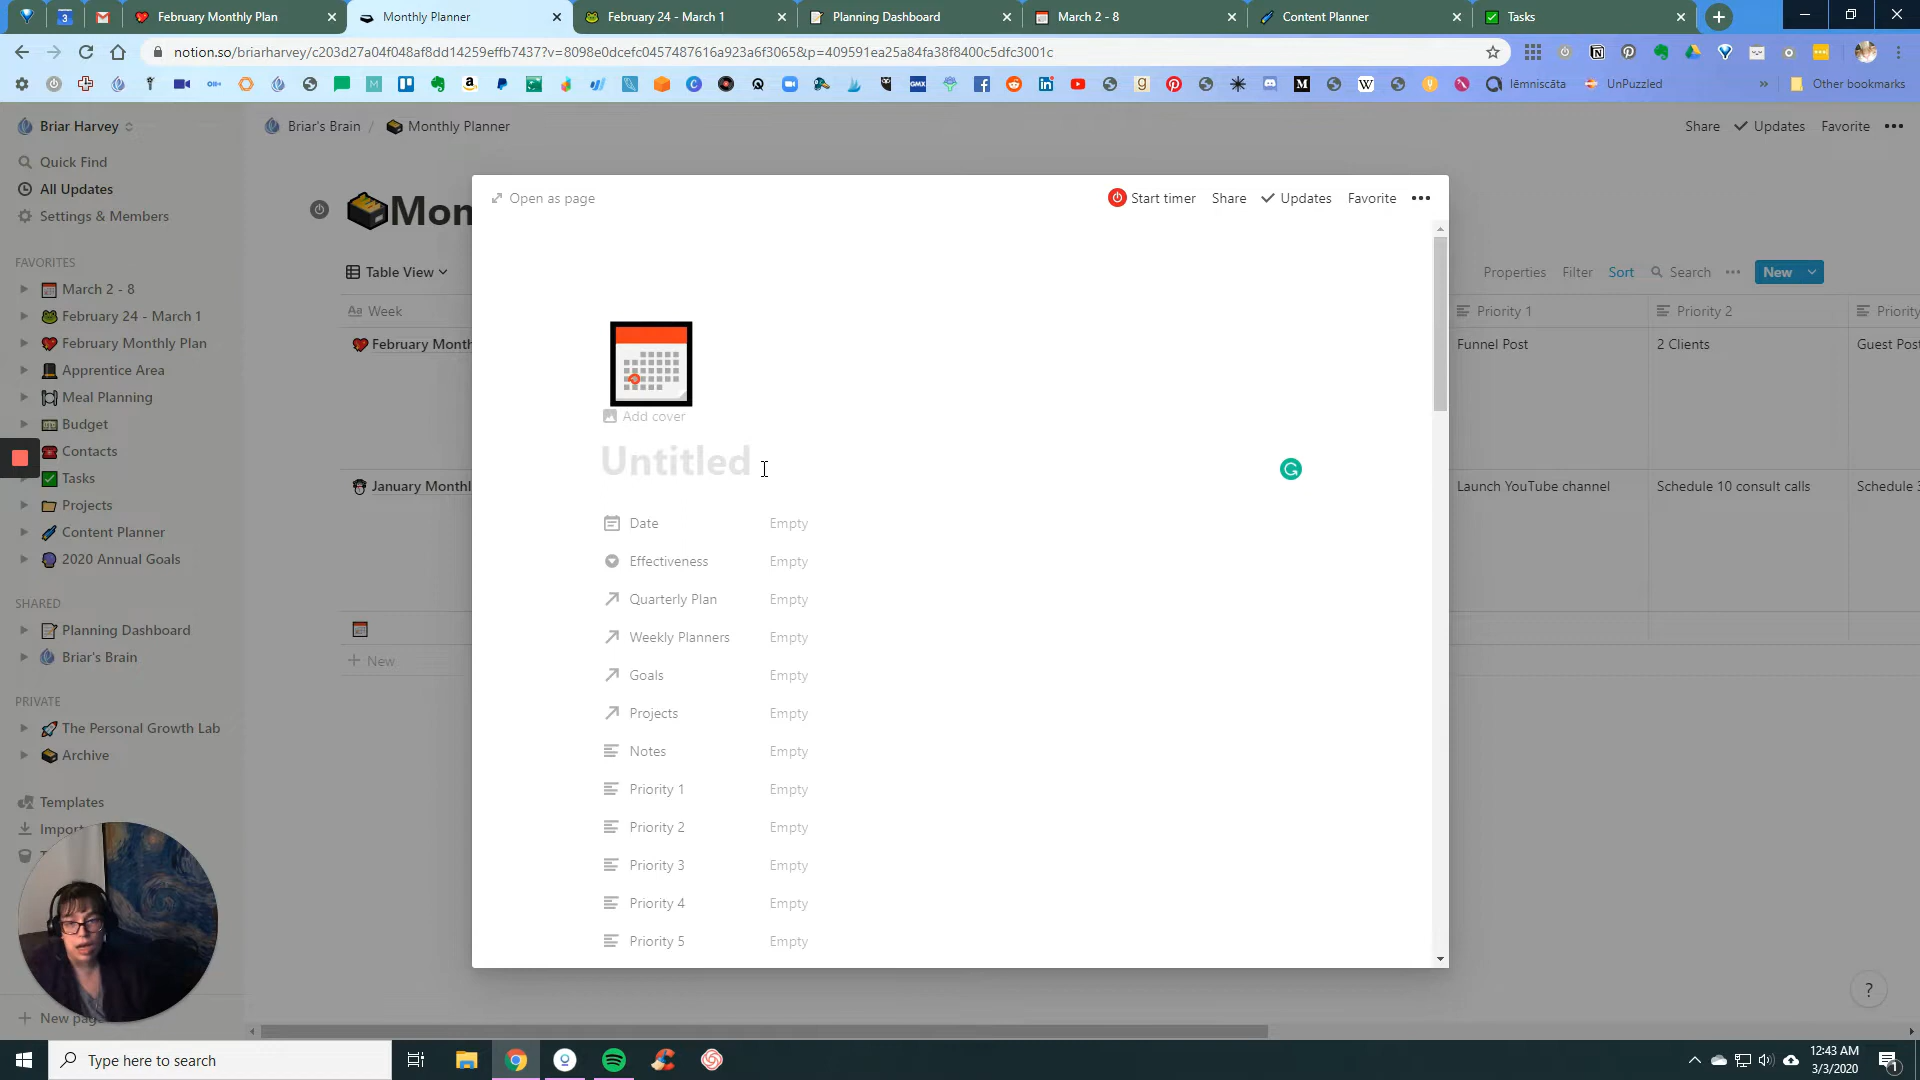 February Monthly Plan
Monthly Planner
February 24 - March 1
Planning Dashboard
March 2 - 8
Content Planner
Tasks
notion.so/briarharvey/c203d27a04f048af8dd14259effb7437?v=8098e0dcefc0457487616a923a6f3065&p=409591ea25a84fa38f8400c5dfc3001c
lēmniscāta
UnPuzzled
Other bookmarks
Briar Harvey
Briar's Brain / Monthly Planner
Share Updates Favorite
Quick Find
All Updates
Settings & Members
FAVORITES
March 2 - 8
February 24 - March 1
February Monthly Plan
Apprentice Area
Meal Planning
Budget
Contacts
Tasks
Projects
Content Planner
2020 Annual Goals
SHARED
Planning Dashboard
Briar's Brain
PRIVATE
The Personal Growth Lab
Archive
Templates
Import
New page
Mon
Table View
Properties Filter Sort Search New
Aa Week
Priority 1 Priority 2 Priority
February Month
Funnel Post 2 Clients Guest Post
January Monthl
Launch YouTube channel Schedule 10 consult calls Schedule 3
New
Open as page
Start timer Share Updates Favorite
Add cover
Untitled
Date Empty
Effectiveness Empty
Quarterly Plan Empty
Weekly Planners Empty
Goals Empty
Projects Empty
Notes Empty
Priority 1 Empty
Priority 2 Empty
Priority 3 Empty
Priority 4 Empty
Priority 5 Empty
?
Type here to search
12:43 AM
3/3/2020